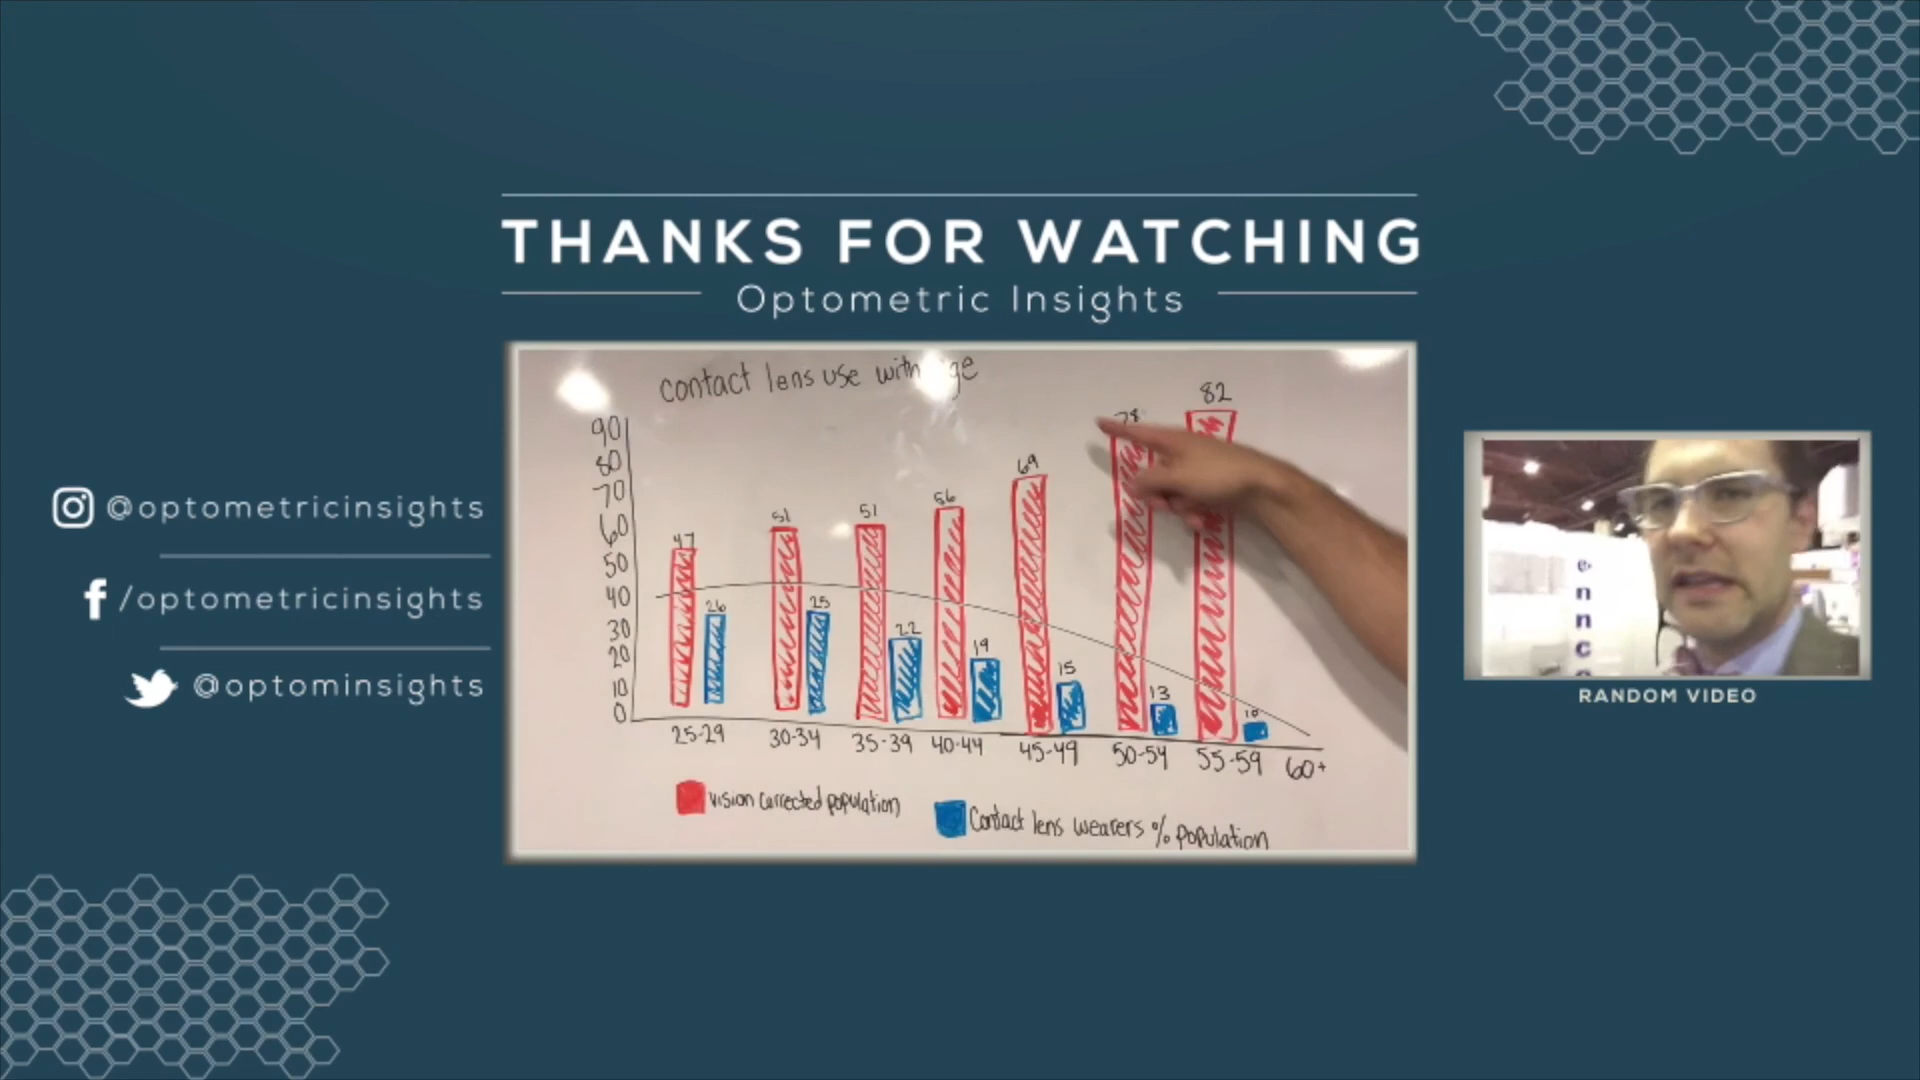 THANKS FOR WATCHING
Optometric Insights
@optometricinsights
/optometricinsights
@optominsights
contact lens use with
90
80
70
60
50
40
30
20
10
0
47
26
51
25
51
22
56
19
69
15
78
13
82
10
25-29
30-34
35-39
40-44
45-49
50-54
55-59
60+
vision corrected population
Contact lens wearers % population
e
n
n
c
RANDOM VIDEO